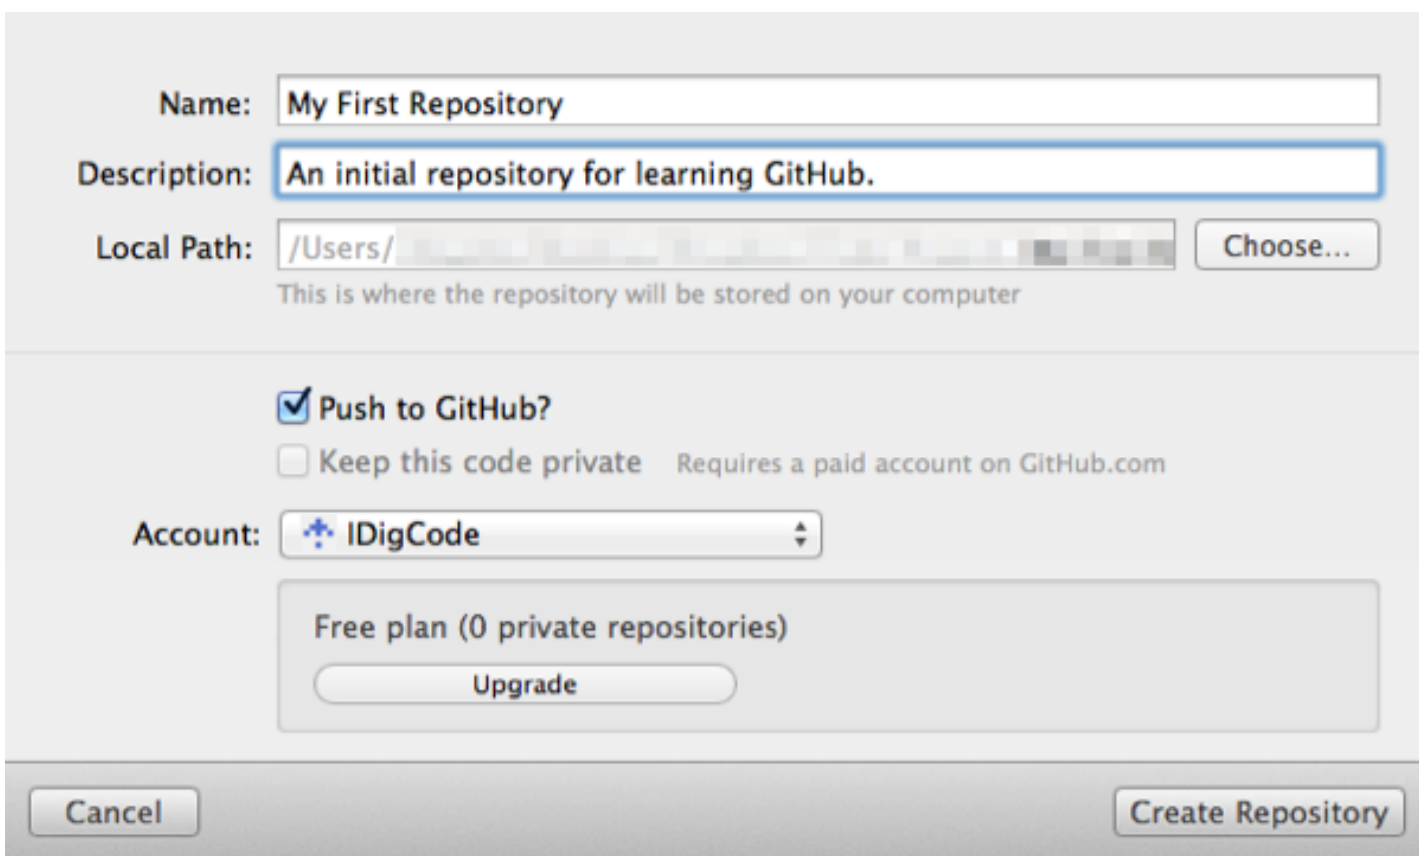 Name: My First Repository
Description: An initial repository for learning GitHub.
Local Path: /Users/ Choose...
This is where the repository will be stored on your computer
Push to GitHub?
Keep this code private Requires a paid account on GitHub.com
Account: IDigCode
Free plan (0 private repositories)
Upgrade
Cancel Create Repository